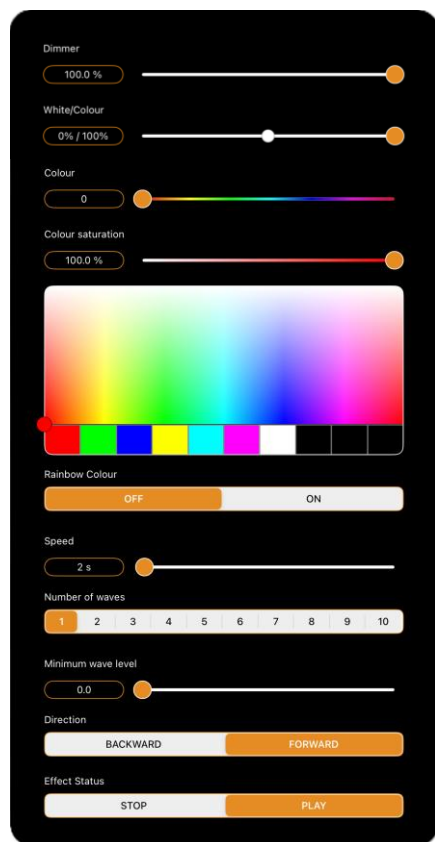 Dimmer
100.0 %
White/Colour
0% / 100%
Colour
0
Colour saturation
100.0 %
Rainbow Colour
OFF ON
Speed
2 s
Number of waves
1 2 3 4 5 6 7 8 9 10
Minimum wave level
0.0
Direction
BACKWARD FORWARD
Effect Status
STOP PLAY